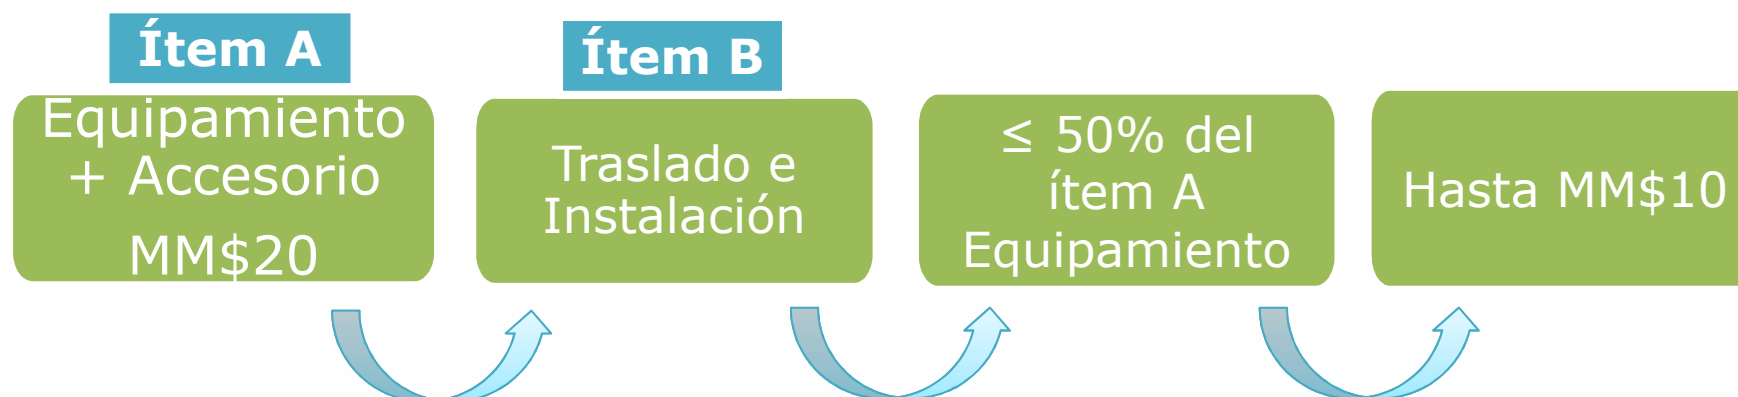 Ítem A
Equipamiento
+ Accesorio
MM$20
Ítem B
Traslado e
Instalación
≤ 50% del
ítem A
Equipamiento
Hasta MM$10